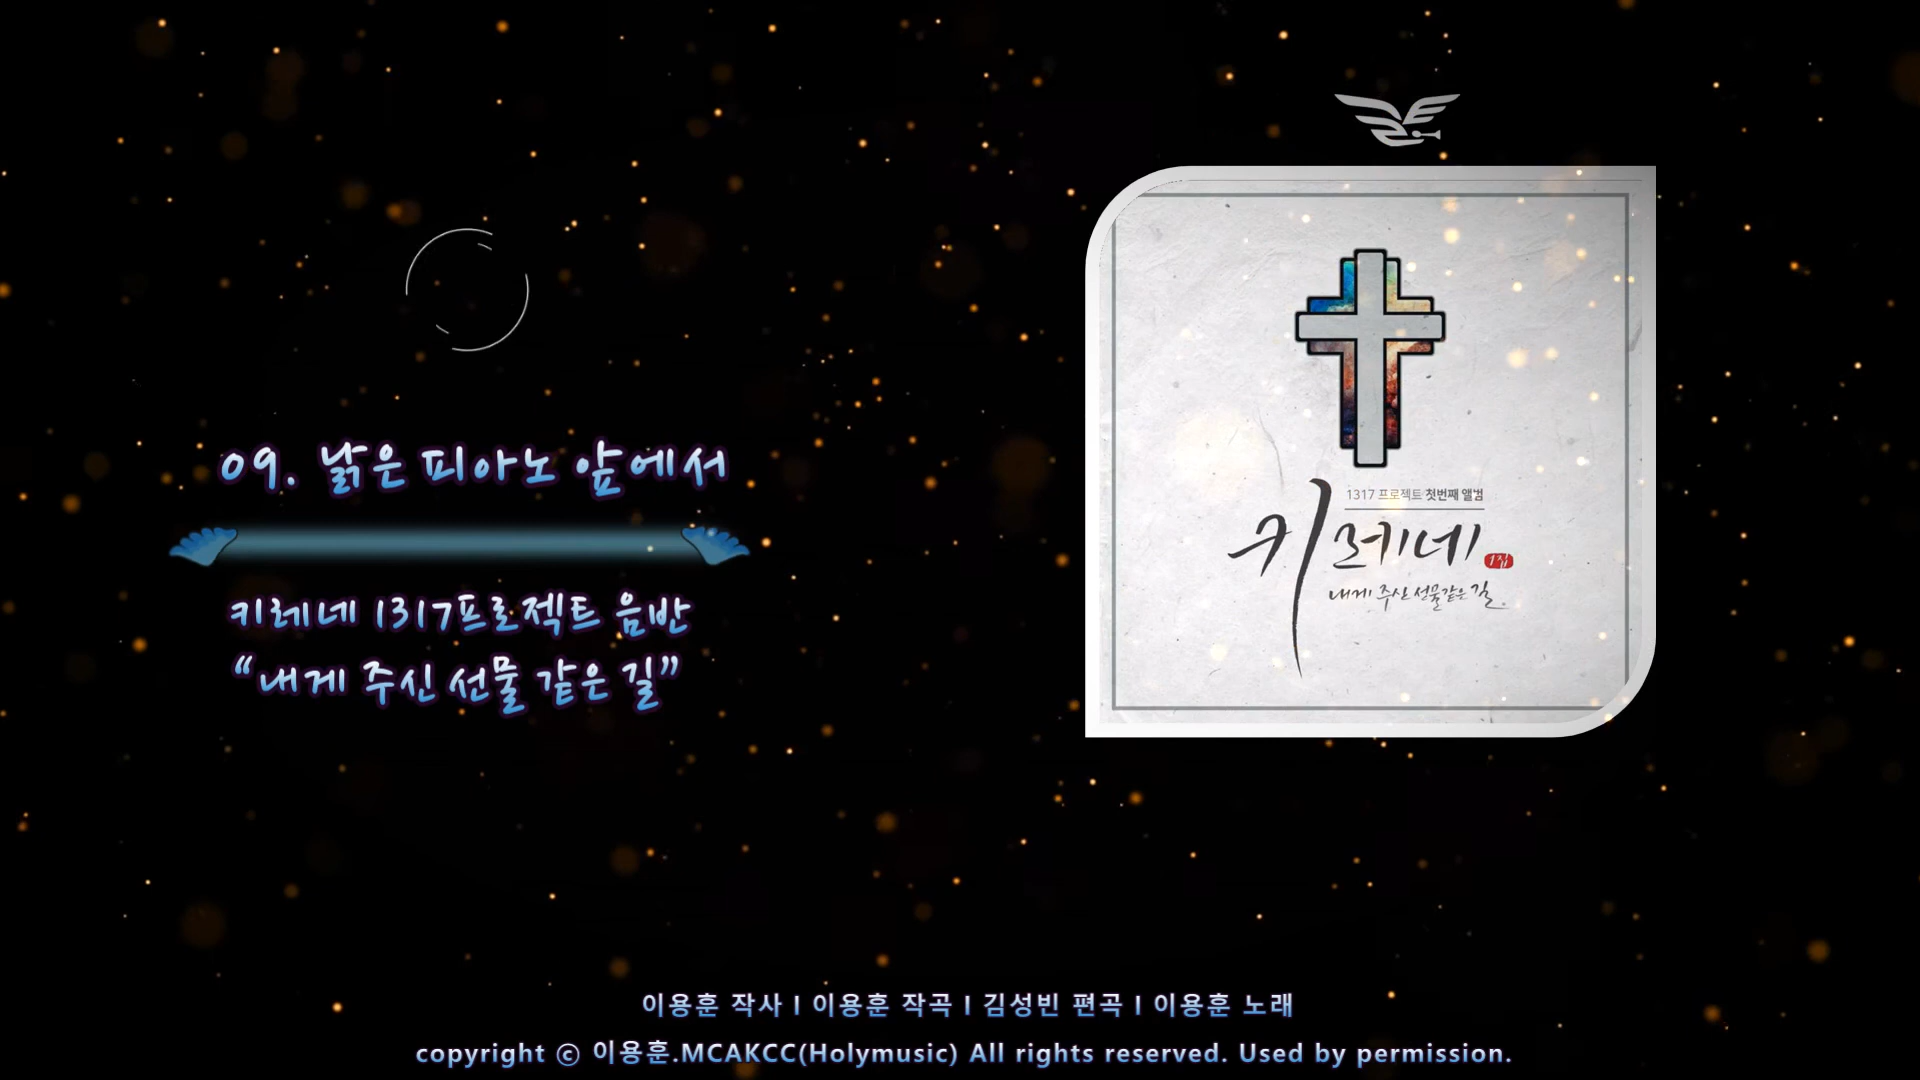 09. 낡은 피아노 앞에서
키레네 1317프로젝트 음반
“내게 주신 선물 같은 길”
1317 프로젝트 첫번째 앨범
키레네
1집
내게 주신 선물같은 길
이용훈 작사 I 이용훈 작곡 I 김성빈 편곡 I 이용훈 노래
copyright © 이용훈.MCAKCC(Holymusic) All rights reserved. Used by permission.